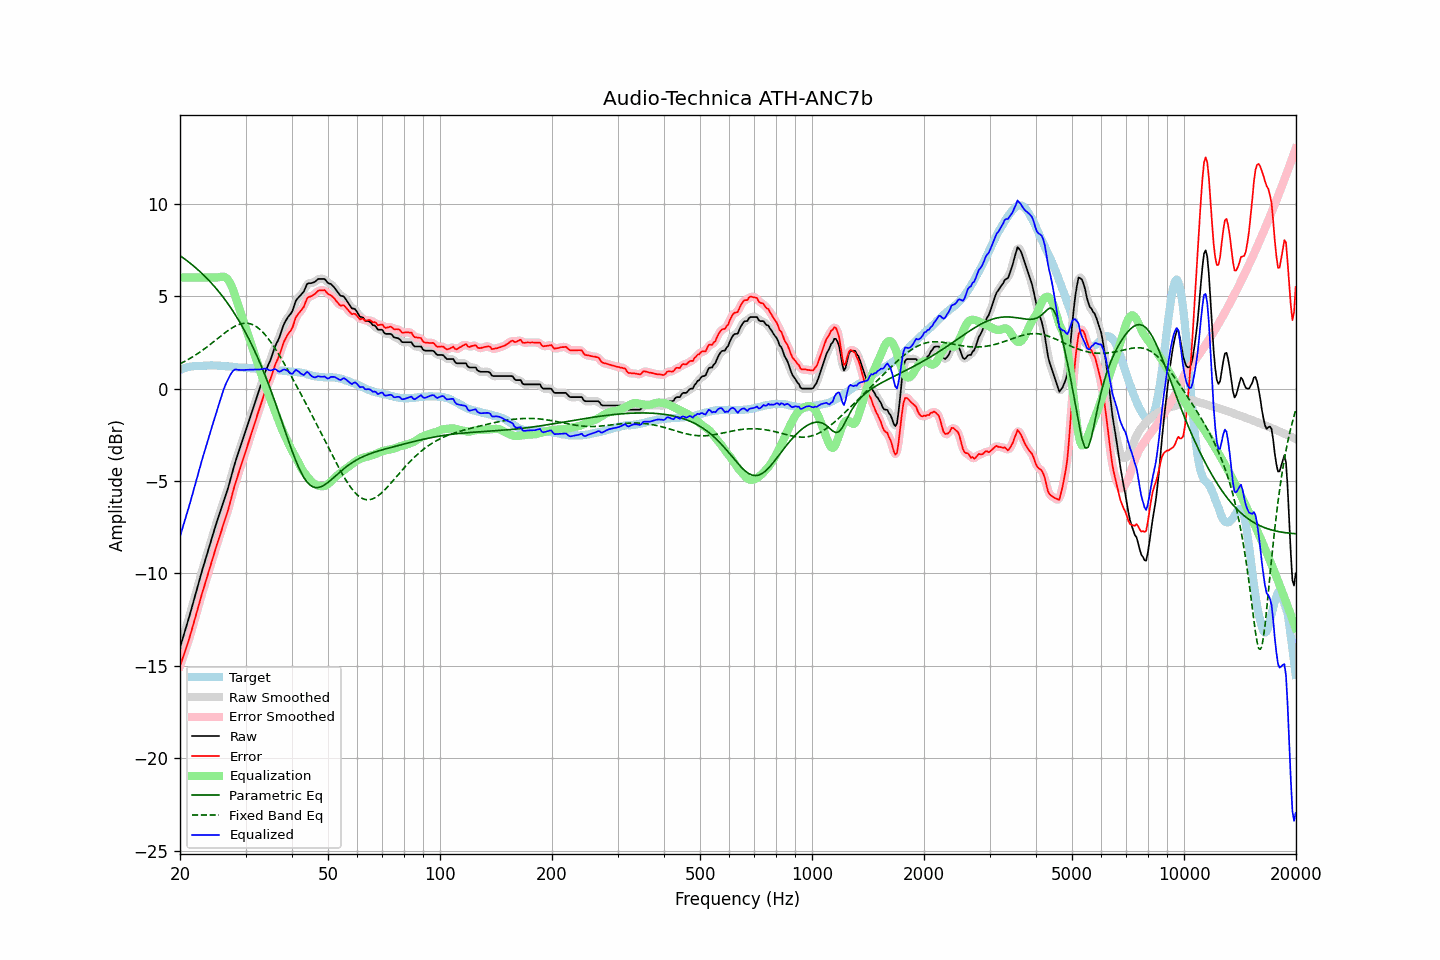 Audio-Technica ATH-ANC7b
Amplitude (dBr)
10
5
0
−5
−10
−15
−20
−25
Target
Raw Smoothed
Error Smoothed
Raw
Error
Equalization
Parametric Eq
Fixed Band Eq
Equalized
20 50 100 200 500 1000 2000 5000 10000 20000
Frequency (Hz)